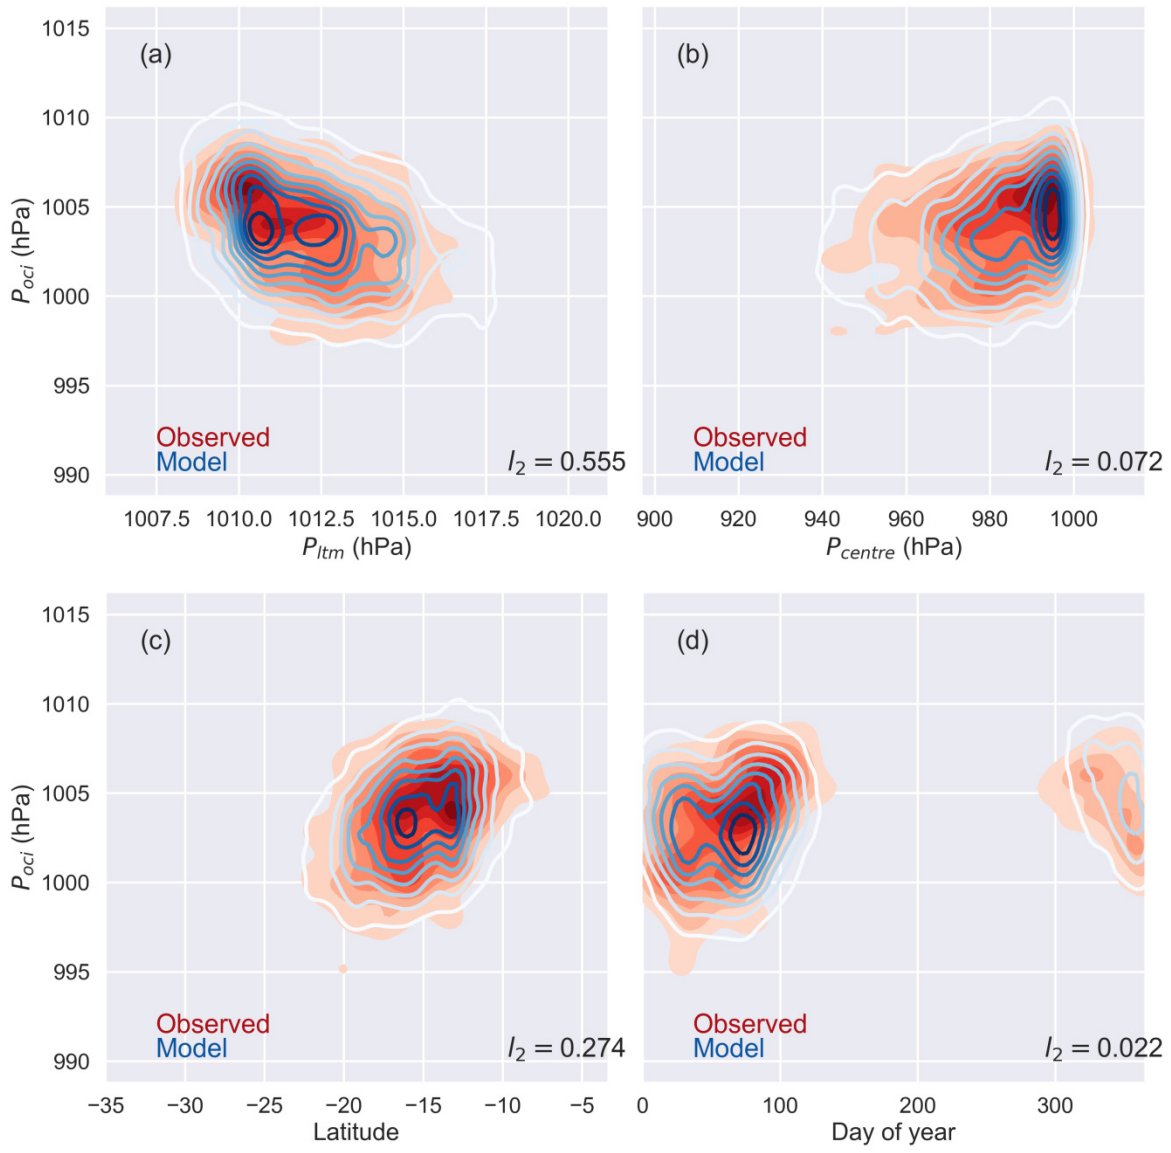 (a)
1015
1010
1005
1000
995
990
P_oci (hPa)
Observed
Model
l_2 = 0.555
1007.5 1010.0 1012.5 1015.0 1017.5 1020.0
P_ltm (hPa)
(b)
Observed
Model
l_2 = 0.072
900 920 940 960 980 1000
P_centre (hPa)
(c)
1015
1010
1005
1000
995
990
P_oci (hPa)
Observed
Model
l_2 = 0.274
−35 −30 −25 −20 −15 −10 −5
Latitude
(d)
Observed
Model
l_2 = 0.022
0 100 200 300
Day of year